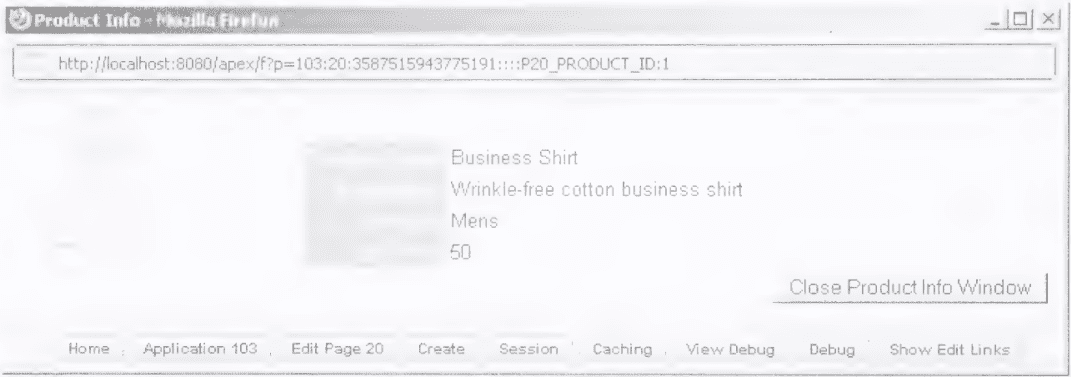 Product Info - Mozilla Firefox
http://localhost:8080/apex/f?p=103:20:3587515943775191::::P20_PRODUCT_ID:1
Business Shirt
Wrinkle-free cotton business shirt
Mens
50
Close Product Info Window
Home Application 103 Edit Page 20 Create Session Caching View Debug Debug Show Edit Links